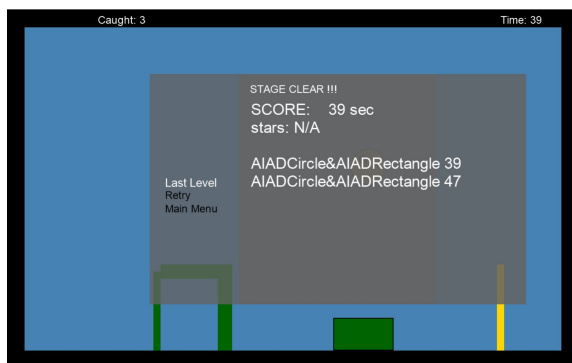 Caught: 3
Time: 39
STAGE CLEAR !!!
SCORE: 39 sec
stars: N/A
AIADCircle&AIADRectangle 39
AIADCircle&AIADRectangle 47
Last Level
Retry
Main Menu